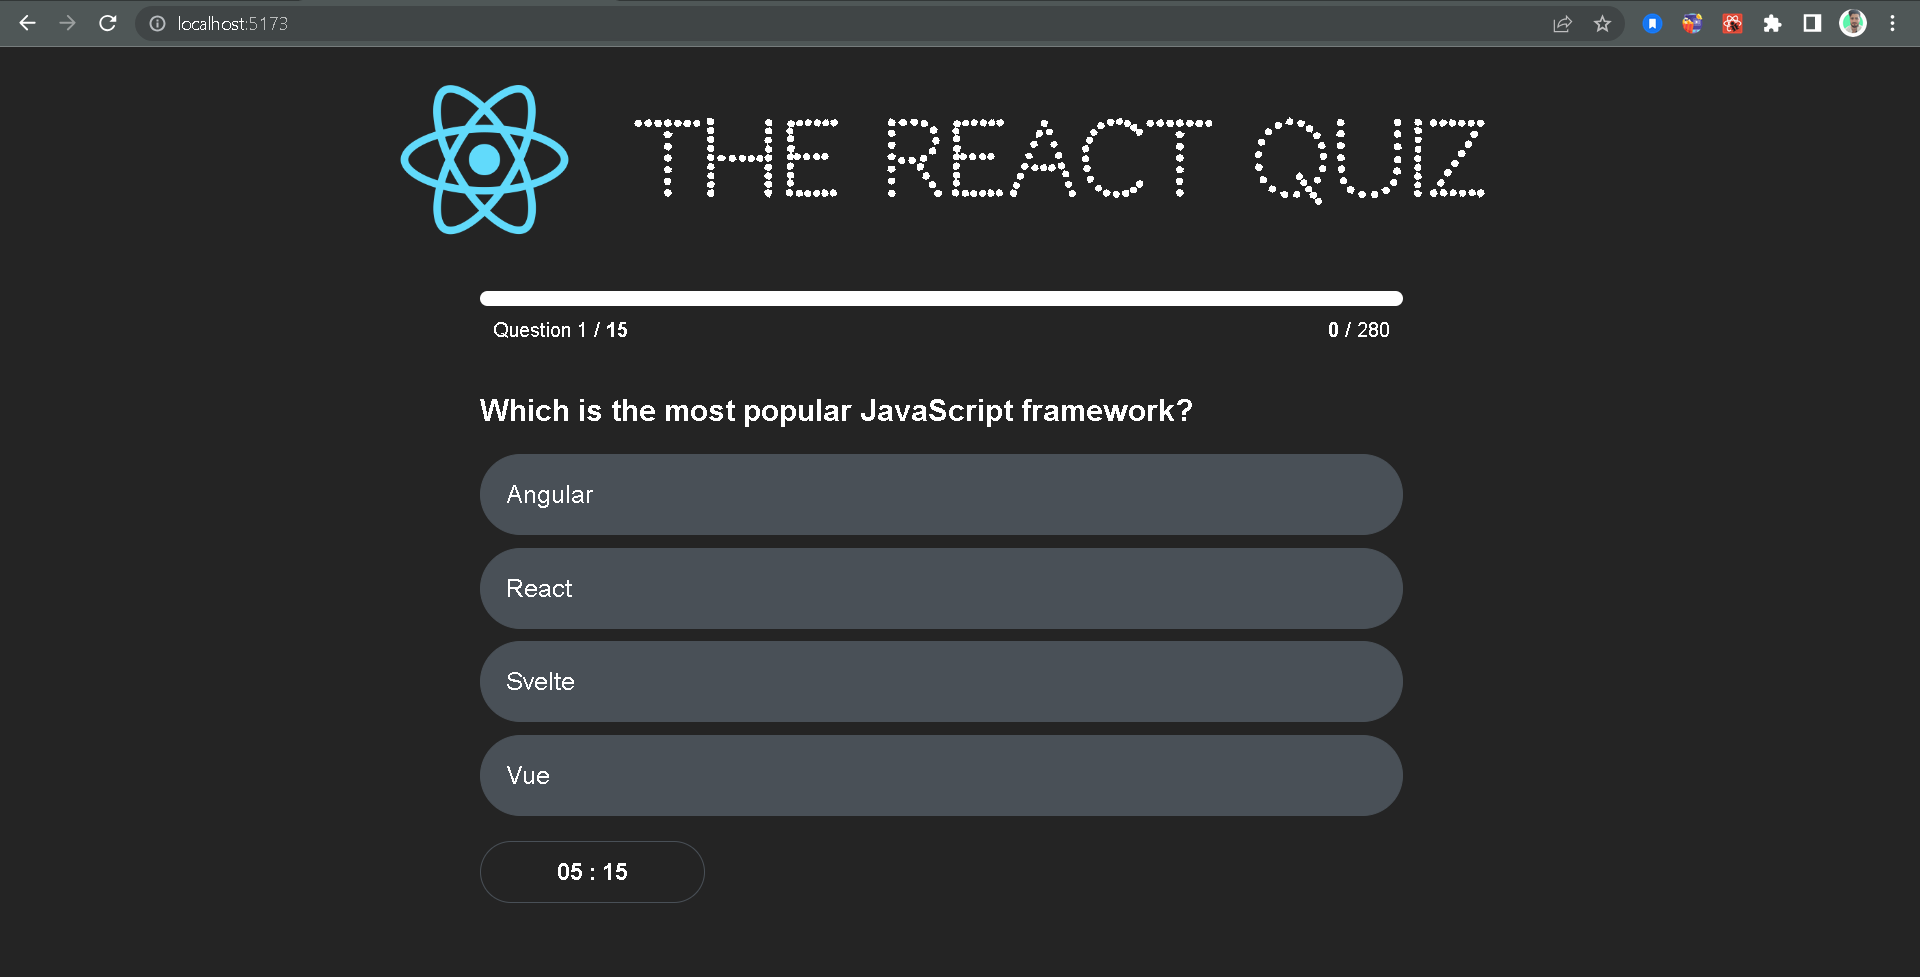 localhost:5173
THE REACT QUIZ
Question 1 / 15
0 / 280
Which is the most popular JavaScript framework?
Angular
React
Svelte
Vue
05 : 15